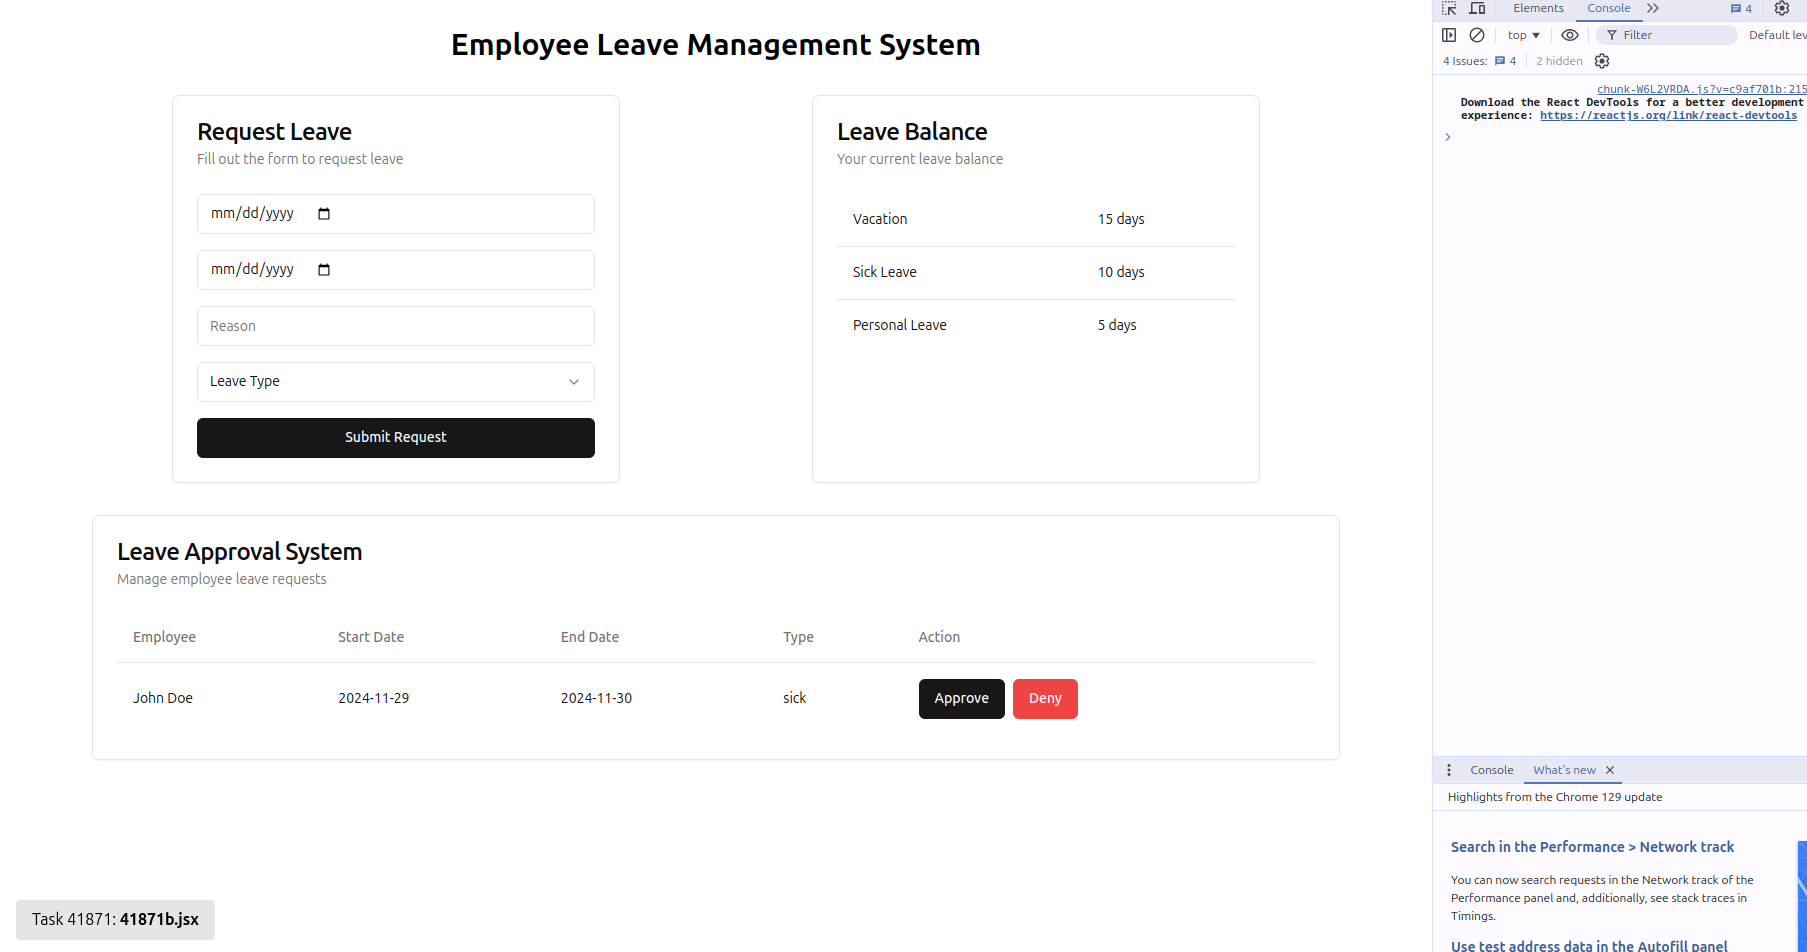 Employee Leave Management System
Request Leave
Fill out the form to request leave
mm/dd/yyyy
mm/dd/yyyy
Reason
Leave Type
Submit Request
Leave Balance
Your current leave balance
Vacation 15 days
Sick Leave 10 days
Personal Leave 5 days
Leave Approval System
Manage employee leave requests
Employee Start Date End Date Type Action
John Doe 2024-11-29 2024-11-30 sick Approve Deny
Task 41871: 41871b.jsx
Elements Console 4
top Filter Default lev
4 Issues: 4 2 hidden
chunk-W6L2VRDA.js?v=c9af701b:215
Download the React DevTools for a better development
experience: https://reactjs.org/link/react-devtools
Console What's new
Highlights from the Chrome 129 update
Search in the Performance > Network track
You can now search requests in the Network track of the
Performance panel and, additionally, see stack traces in
Timings.
Use test address data in the Autofill panel